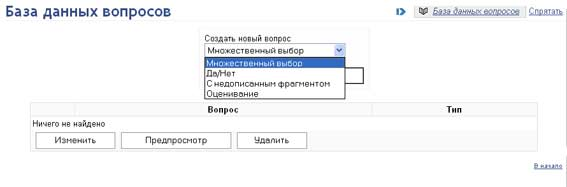 База данных вопросов
База данных вопросов Спрятать
Создать новый вопрос
Множественный выбор
Множественный выбор
Да/Нет
С недописанным фрагментом
Оценивание
Вопрос Тип
Ничего не найдено
Изменить Предпросмотр Удалить
В начало